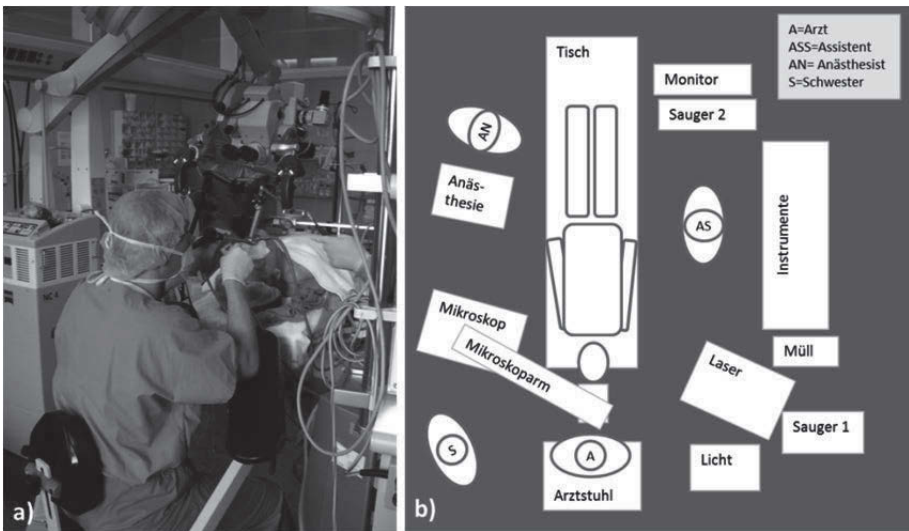 a)
A=Arzt
ASS=Assistent
AN= Anästhesist
S=Schwester
Tisch
Monitor
Sauger 2
AN
Anäs-
thesie
AS
Instrumente
Mikroskop
Mikroskoparm
Müll
Laser
Sauger 1
S
A
Licht
Arztstuhl
b)